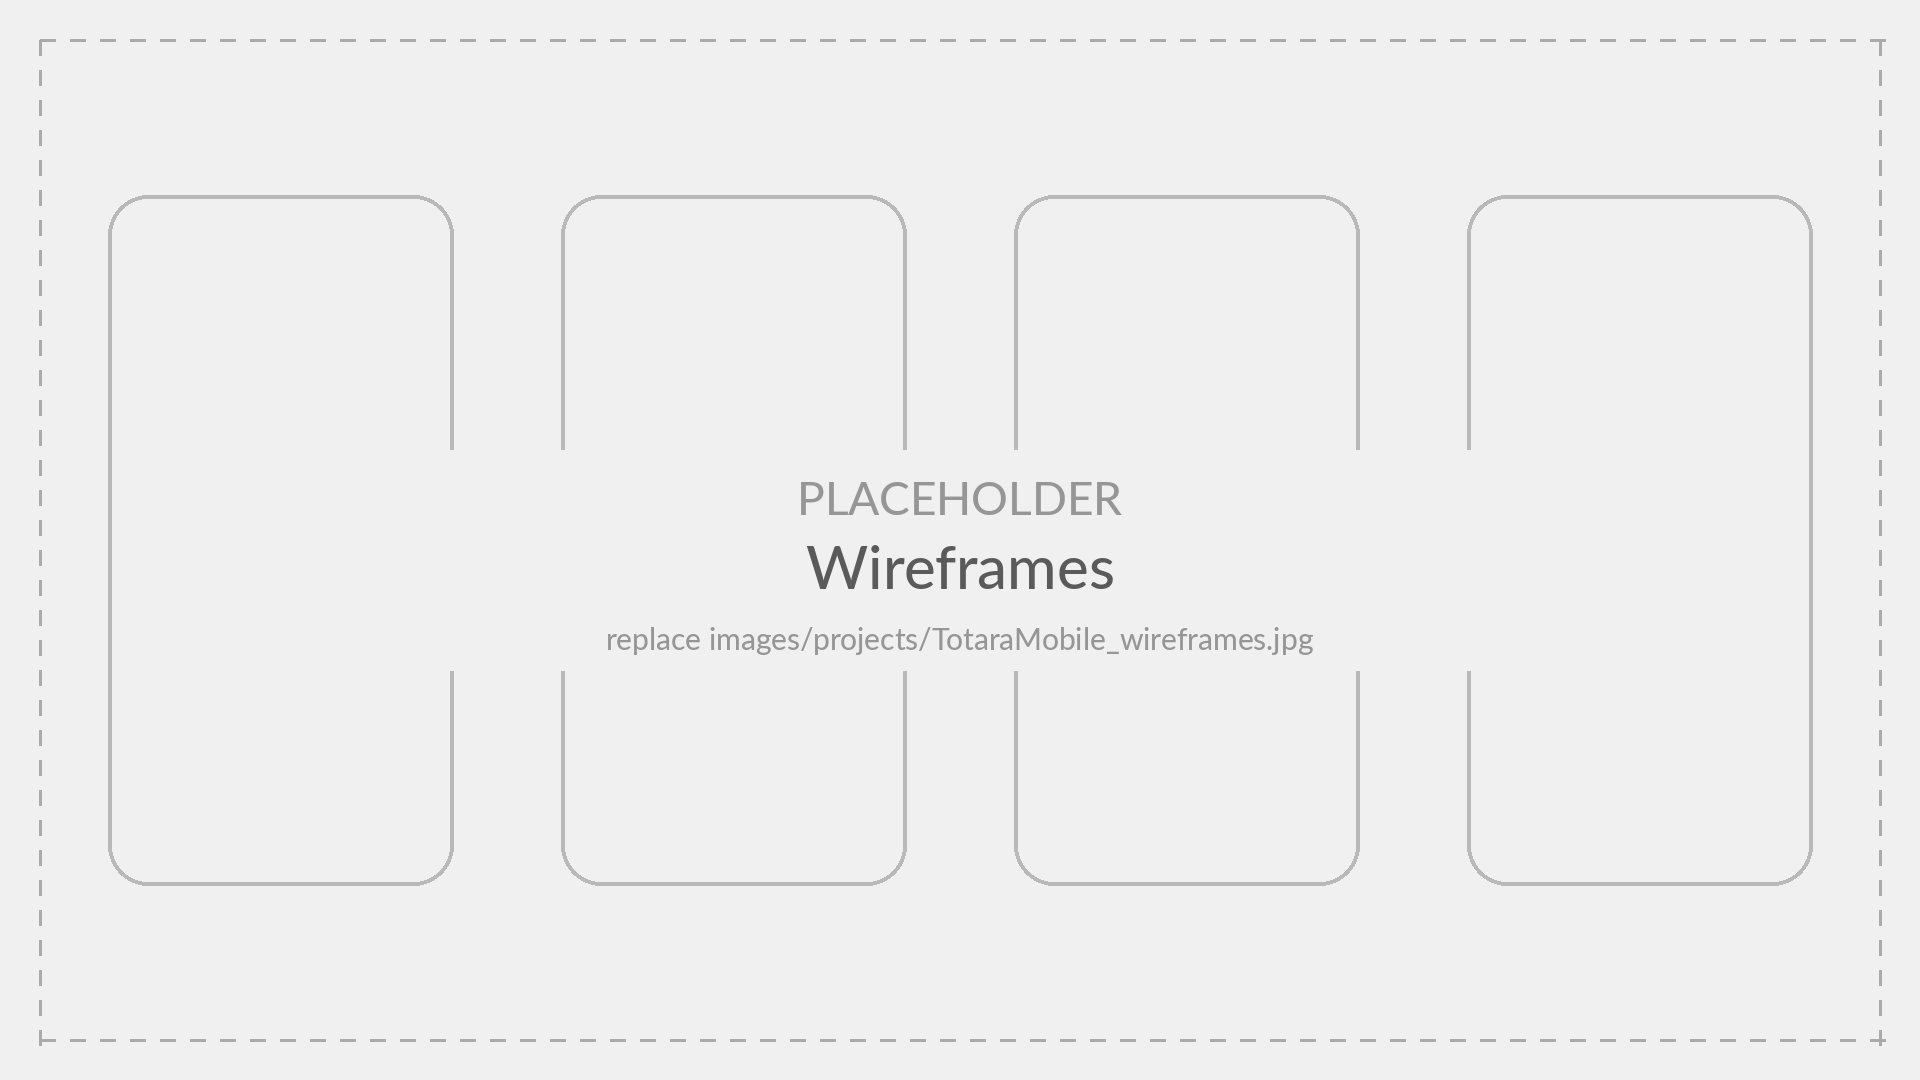 PLACEHOLDER
Wireframes
replace images/projects/TotaraMobile_wireframes.jpg